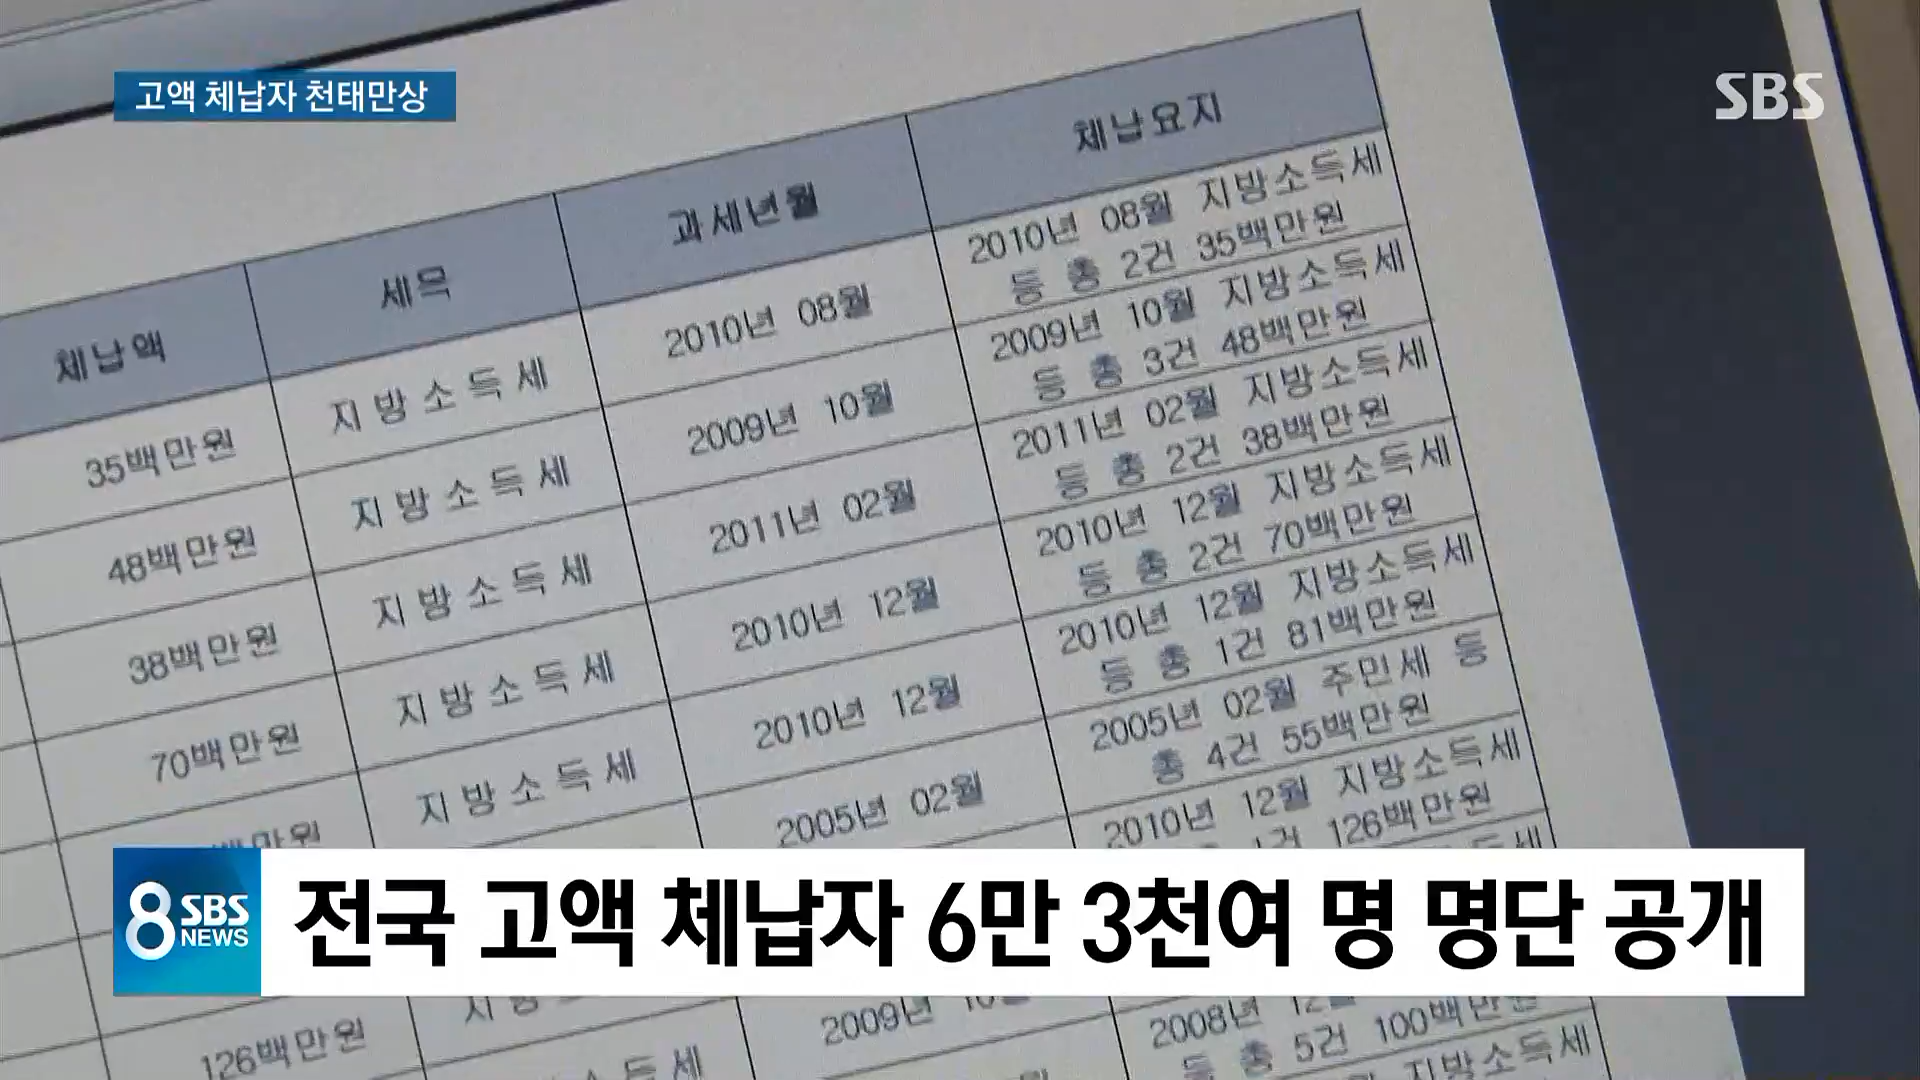 고액 체납자 천태만상
SBS
체납액 세목 과세년월 체납요지
35백만원 지방소득세 2010년 08월 2010년 08월 지방소득세
등 총 2건 35백만원
48백만원 지방소득세 2009년 10월 2009년 10월 지방소득세
등 총 3건 48백만원
38백만원 지방소득세 2011년 02월 2011년 02월 지방소득세
등 총 2건 38백만원
70백만원 지방소득세 2010년 12월 2010년 12월 지방소득세
등 총 2건 70백만원
지방소득세 2010년 12월 2010년 12월 지방소득세
등 총 1건 81백만원
2005년 02월 2005년 02월 주민세 등
총 4건 55백만원
126백만원 2010년 12월 지방소득세
1건 126백만원
2009년 10월 2008년 12월
등 총 5건 100백만원
지방소득세
8 SBS NEWS
전국 고액 체납자 6만 3천여 명 명단 공개